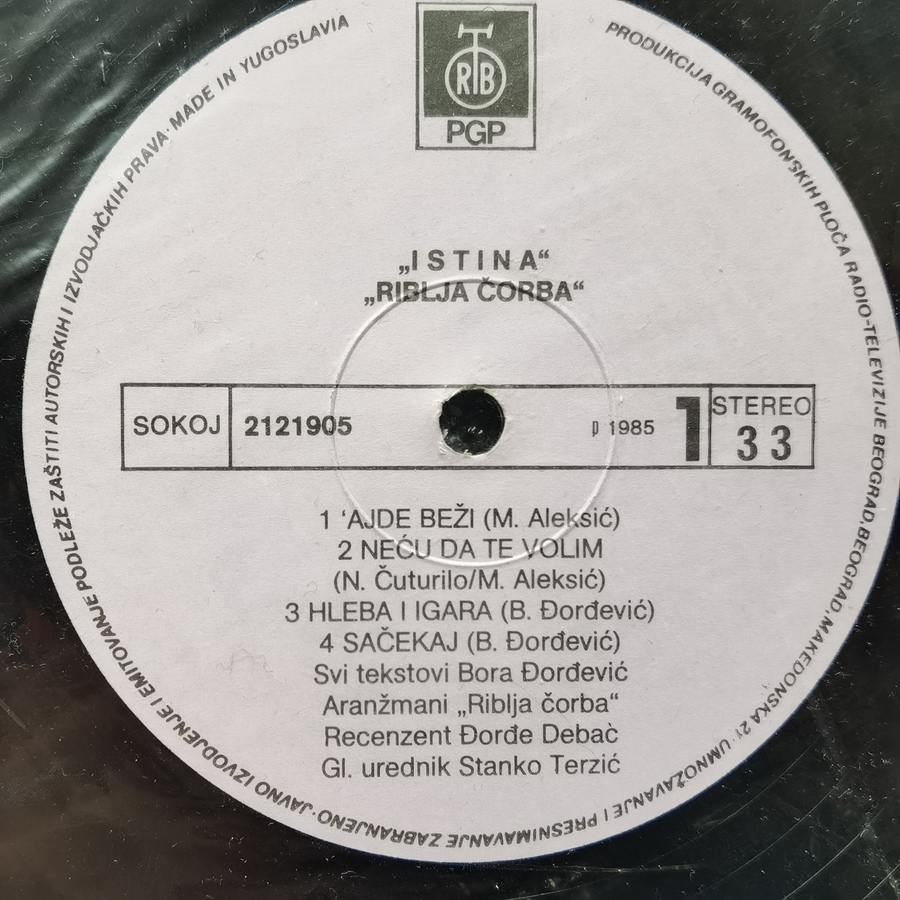 PRODUKCIJA GRAMOFONSKIH PLOČA RADIO-TELEVIZIJE BEOGRAD, BEOGRAD, MAKEDONSKA 21. UMNOŽAVANJE I PRESNIMAVANJE ZABRANJENO. JAVNO IZVODJENJE I EMITOVANJE PODLEŽE ZAŠTITI AUTORSKIH I IZVODJAČKIH PRAVA. MADE IN YUGOSLAVIA
RTB
PGP
„ISTINA“
„RIBLJA ČORBA“
SOKOJ 2121905 p 1985 1 STEREO
33
1 ‘AJDE BEŽI (M. Aleksić)
2 NEĆU DA TE VOLIM
(N. Čuturilo/M. Aleksić)
3 HLEBA I IGARA (B. Đorđević)
4 SAČEKAJ (B. Đorđević)
Svi tekstovi Bora Đorđević
Aranžmani „Riblja čorba“
Recenzent Đorđe Debač
Gl. urednik Stanko Terzić